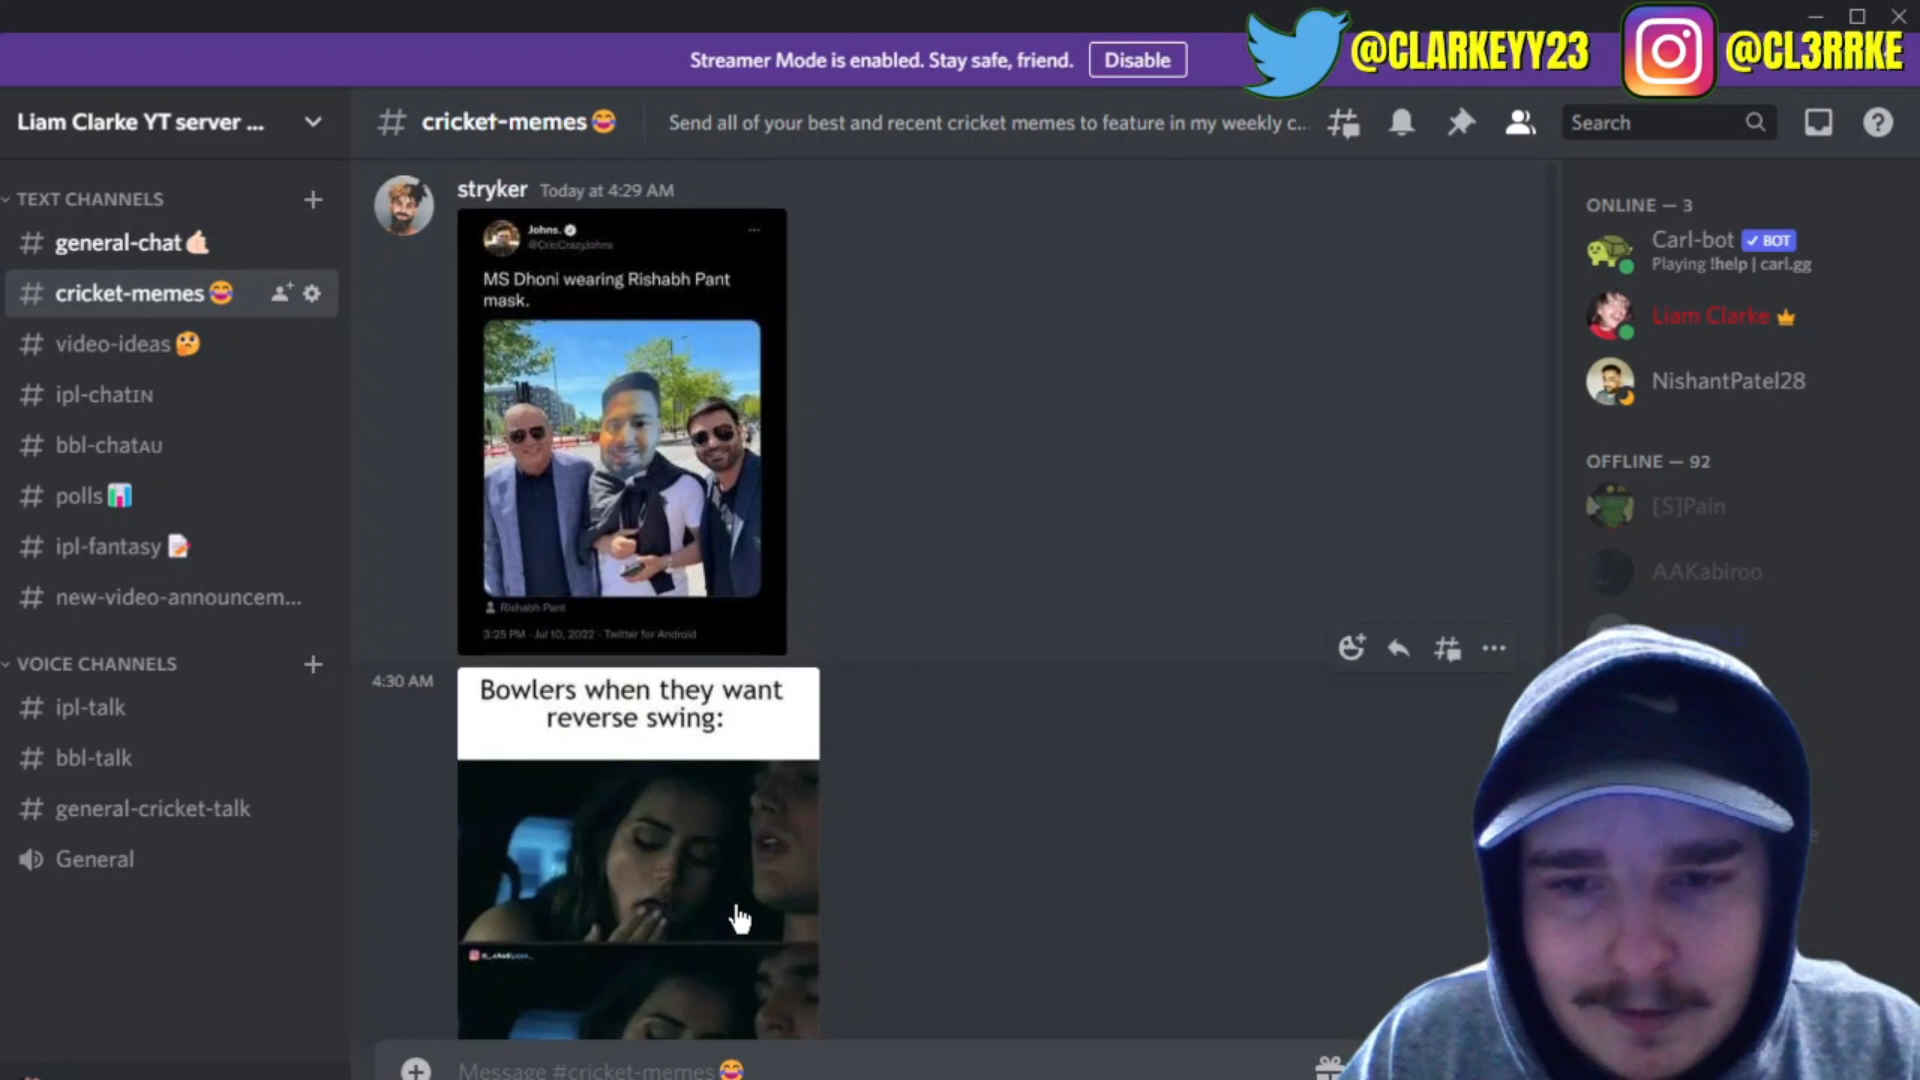 Streamer Mode is enabled. Stay safe, friend.
Disable
@CLARKEYY23
@CL3RRKE
Liam Clarke YT server ...
cricket-memes😂
Send all of your best and recent cricket memes to feature in my weekly c...
Search
TEXT CHANNELS
general-chat🤙🏻
cricket-memes😂
video-ideas🤔
ipl-chatIN
bbl-chatAU
polls📊
ipl-fantasy📝
new-video-announcem...
VOICE CHANNELS
ipl-talk
bbl-talk
general-cricket-talk
General
stryker Today at 4:29 AM
Johns.
@CricCrazyJohns
MS Dhoni wearing Rishabh Pant
mask.
Rishabh Pant
3:25 PM · Jul 10, 2022 · Twitter for Android
4:30 AM
Bowlers when they want
reverse swing:
Message #cricket-memes😂
ONLINE — 3
Carl-bot ✓ BOT
Playing !help | carl.gg
Liam Clarke
NishantPatel28
OFFLINE — 92
[S]Pain
AAKabiroo